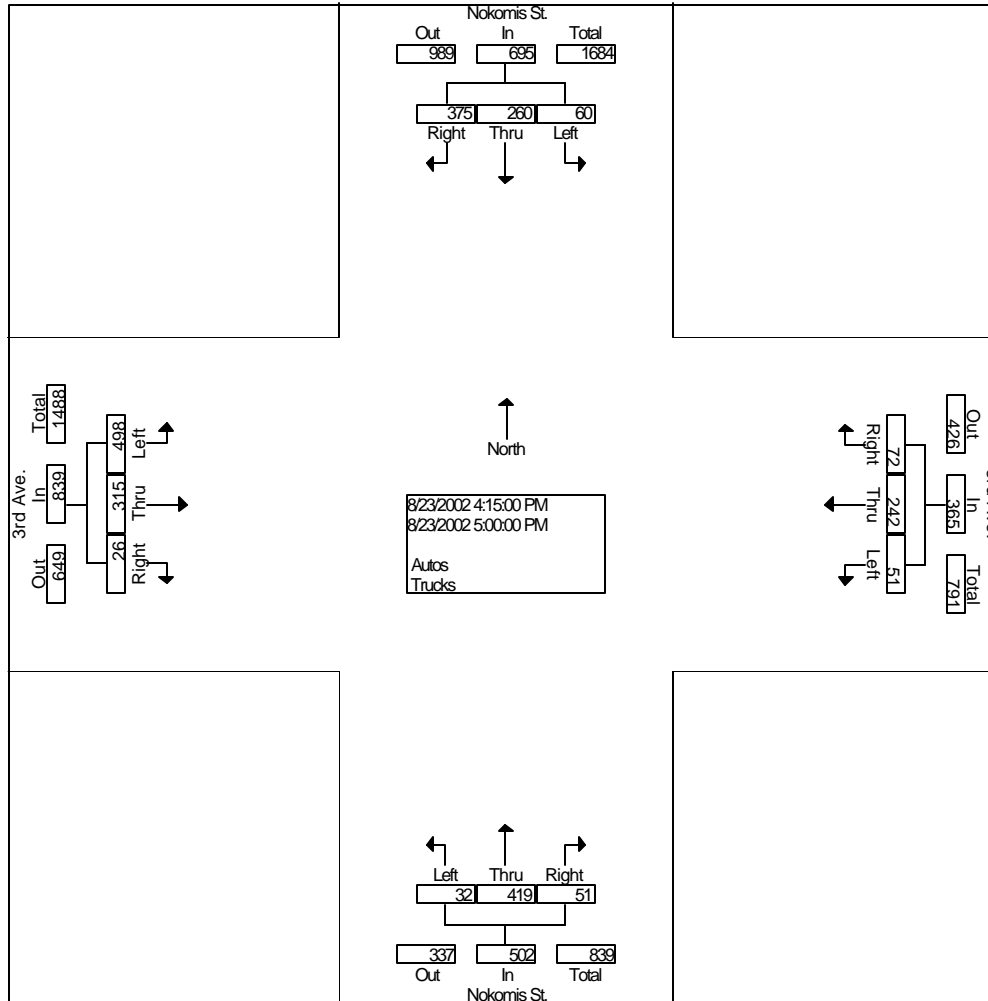 Nokomis St.
Out In Total
989 695 1684
375 260 60
Right Thru Left
Total 1488
In 839
Out 649
3rd Ave.
498 Left
315 Thru
26 Right
North
8/23/2002 4:15:00 PM
8/23/2002 5:00:00 PM
Autos
Trucks
Right 72
Thru 242
Left 51
Out 426
In 365
Total 791
Left Thru Right
32 419 51
337 502 839
Out In Total
Nokomis St.